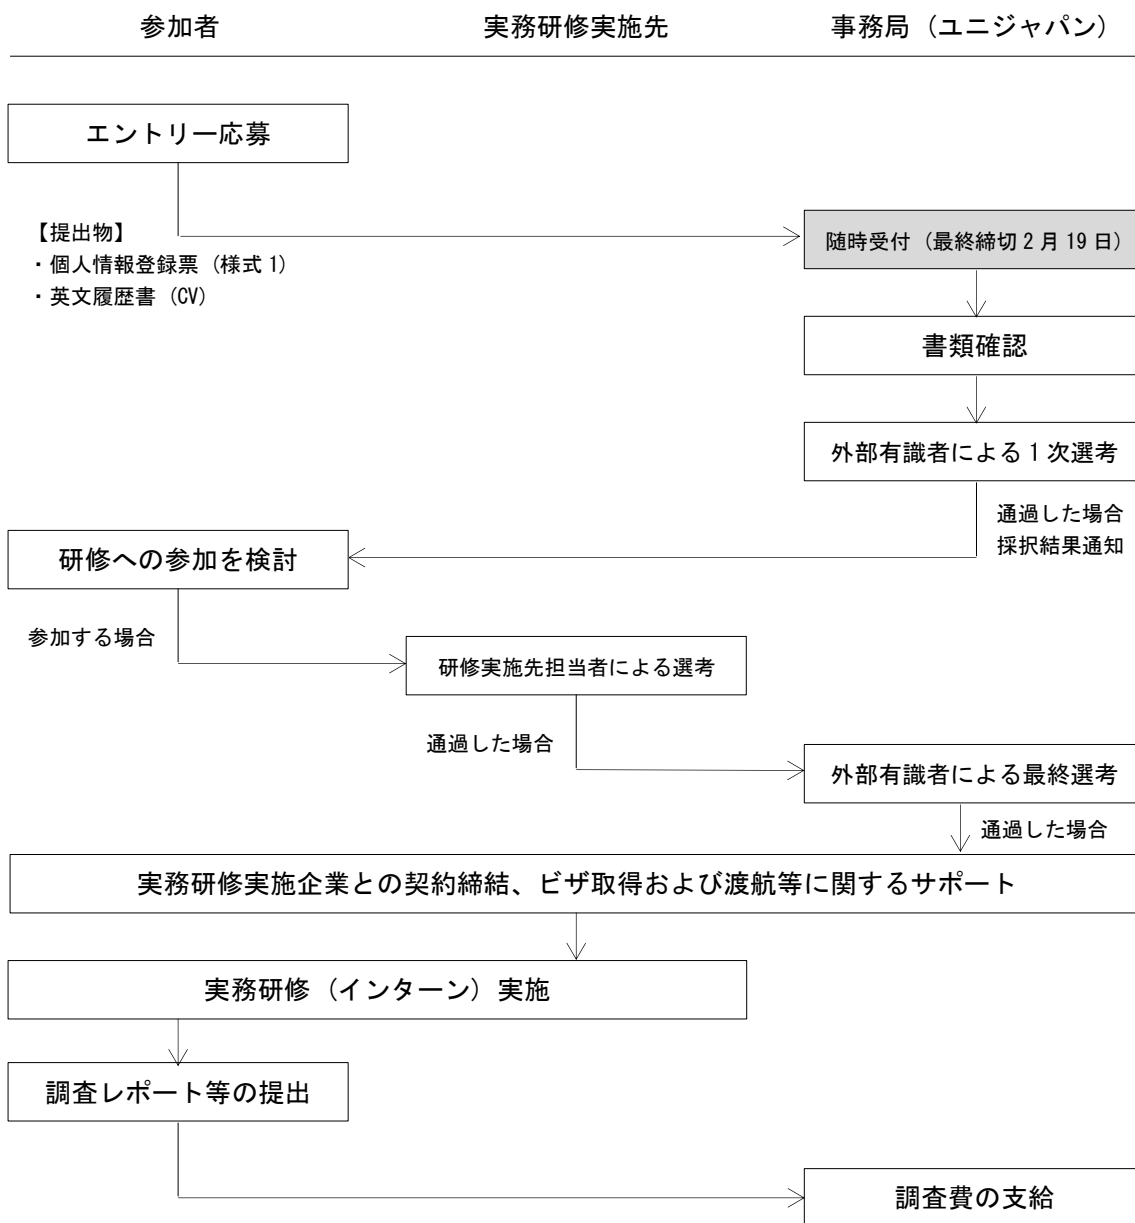 参加者
実務研修実施先
事務局（ユニジャパン）
エントリー応募
【提出物】
・個人情報登録票（様式1）
・英文履歴書（CV）
随時受付（最終締切2月19日）
書類確認
外部有識者による1次選考
通過した場合
採択結果通知
研修への参加を検討
参加する場合
研修実施先担当者による選考
通過した場合
外部有識者による最終選考
通過した場合
実務研修実施企業との契約締結、ビザ取得および渡航等に関するサポート
実務研修（インターン）実施
調査レポート等の提出
調査費の支給